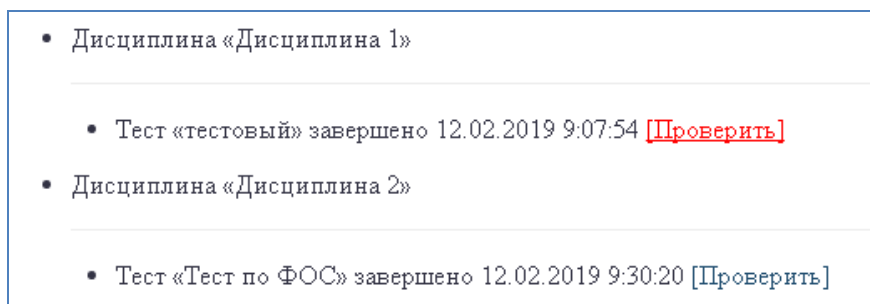 Дисциплина «Дисциплина 1»
Тест «тестовый» завершено 12.02.2019 9:07:54 [Проверить]
Дисциплина «Дисциплина 2»
Тест «Тест по ФОС» завершено 12.02.2019 9:30:20 [Проверить]